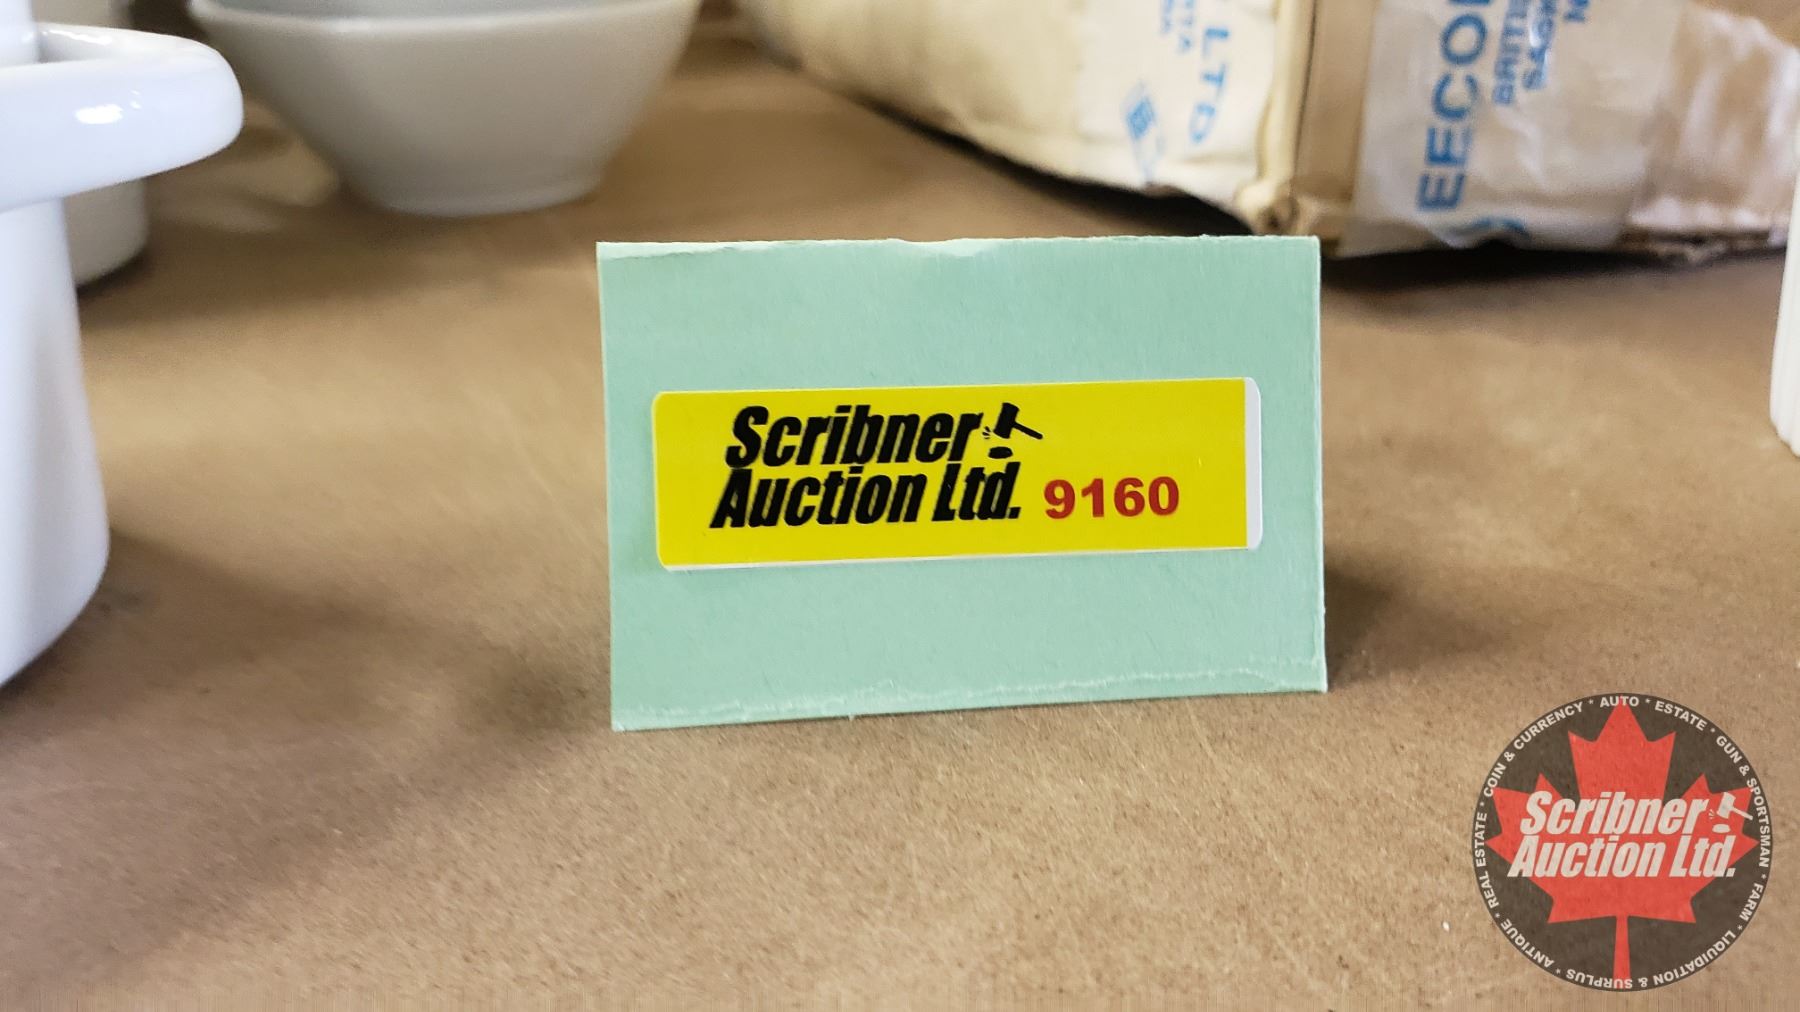 LTD
EECO
BRITI
Scribner
Auction Ltd. 9160
COIN & CURRENCY * AUTO * ESTATE * GUN & SPORTSMAN * FARM * LIQUIDATION & SURPLUS * ANTIQUE * REAL ESTATE *
Scribner
Auction Ltd.